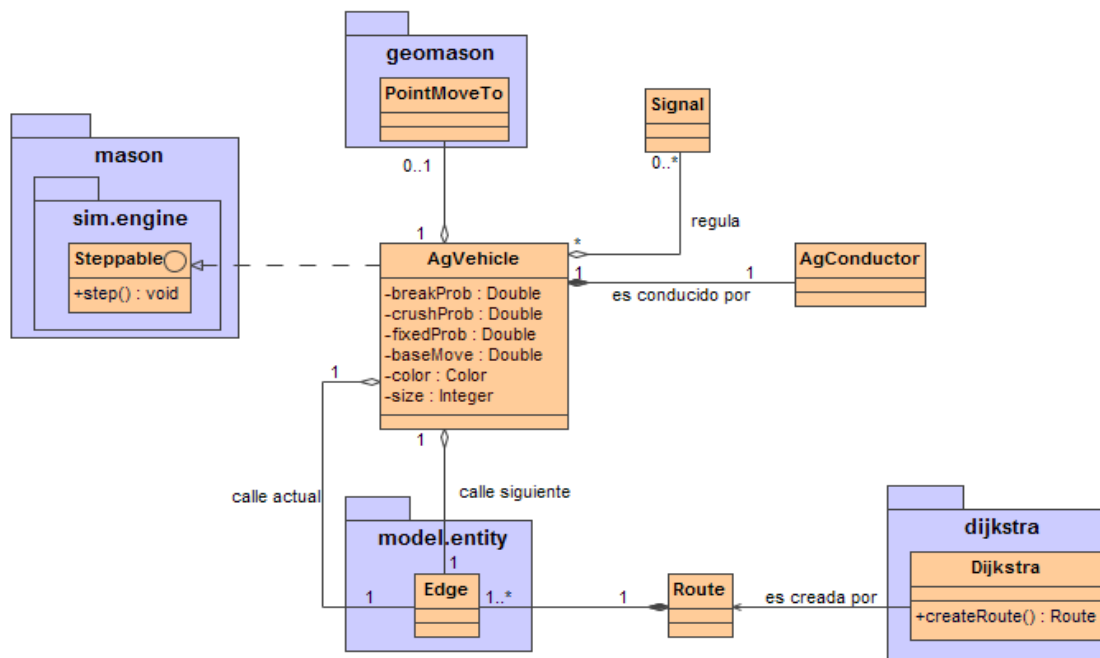 geomason
PointMoveTo
0..1
1
Signal
0..*
regula
*
mason
sim.engine
Steppable
+step() : void
AgVehicle
-breakProb : Double
-crushProb : Double
-fixedProb : Double
-baseMove : Double
-color : Color
-size : Integer
1
es conducido por
1
AgConductor
1
calle actual
1
1
calle siguiente
1
model.entity
Edge
1..*
1
Route
es creada por
dijkstra
Dijkstra
+createRoute() : Route